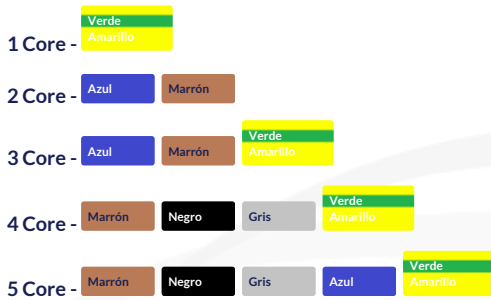 1 Core - Verde Amarillo
2 Core - Azul Marrón
3 Core - Azul Marrón Verde Amarillo
4 Core - Marrón Negro Gris Verde Amarillo
5 Core - Marrón Negro Gris Azul Verde Amarillo